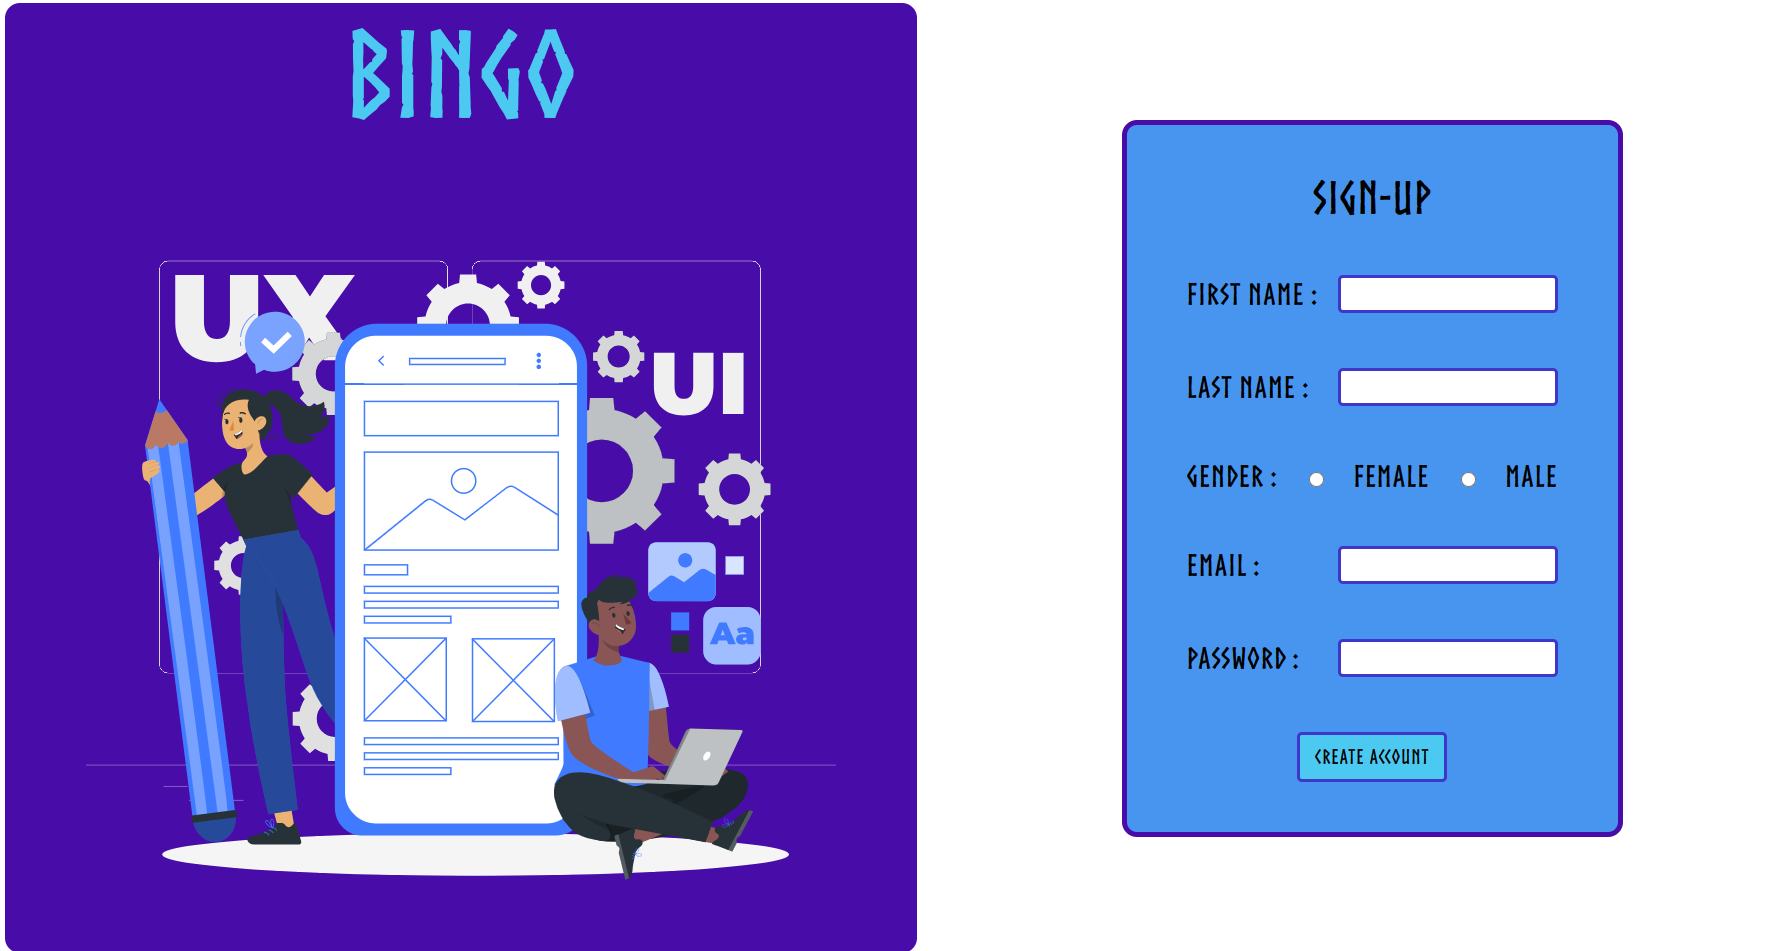 BINGO
UX
UI
Aa
SIGN-UP
FIRST NAME :
LAST NAME :
GENDER : FEMALE MALE
EMAIL :
PASSWORD :
CREATE ACCOUNT